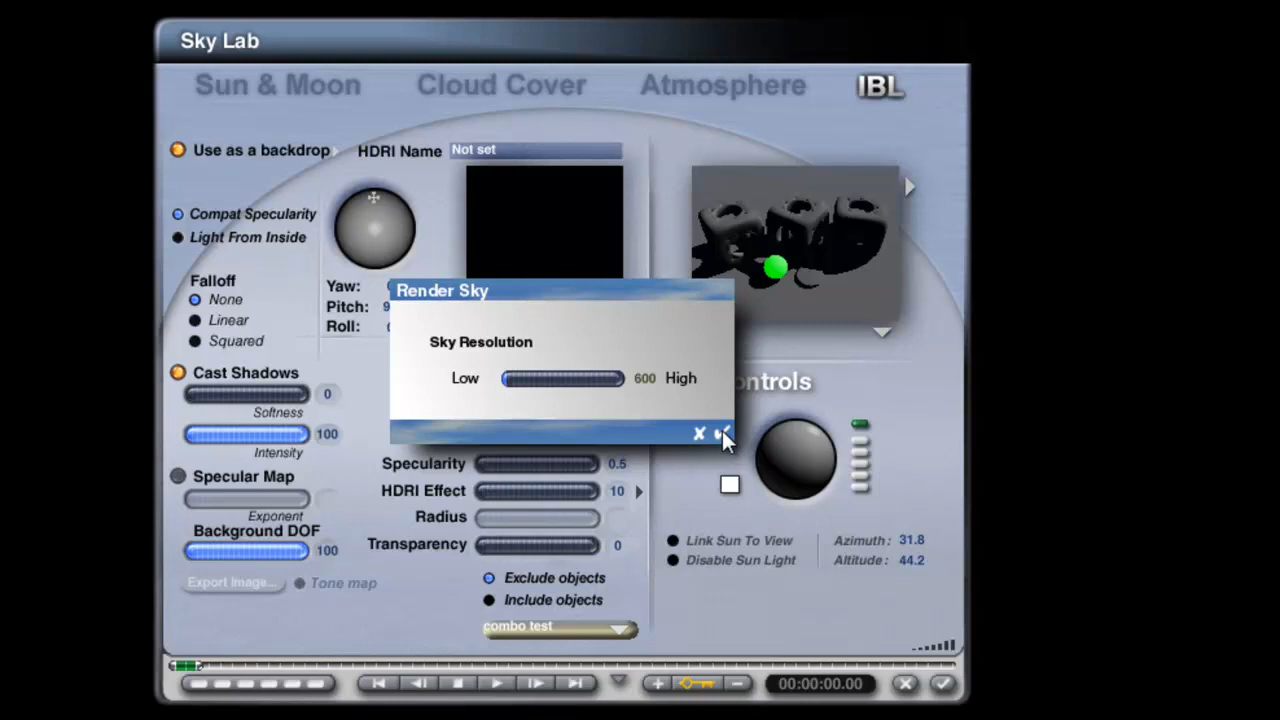 Sky Lab
Sun & Moon Cloud Cover Atmosphere IBL
Use as a backdrop HDRI Name Not set
Compat Specularity
Light From Inside
Falloff
None
Linear
Squared
Yaw:
Pitch: 9
Roll:
Render Sky
Sky Resolution
Low 600 High
Cast Shadows
0
Softness
100
Intensity
Specular Map
Exponent
Background DOF
100
Export Image... Tone map
Specularity 0.5
HDRI Effect 10
Radius
Transparency 0
Exclude objects
Include objects
combo test
ontrols
Link Sun To View Azimuth: 31.8
Disable Sun Light Altitude: 44.2
00:00:00.00